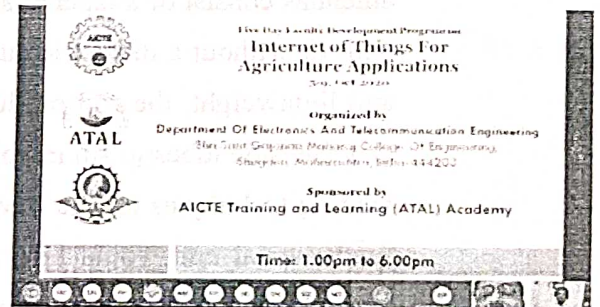 AICTE
ATAL
Five Day Faculty Development Programme on
Internet of Things For
Agriculture Applications
Organized by
Department Of Electronics And Telecommunication Engineering
Shri Sant Gajanan Maharaj College Of Engineering,
Shegaon, Maharashtra, India-444203
Sponsored by
AICTE Training and Learning (ATAL) Academy
Time: 1.00pm to 6.00pm